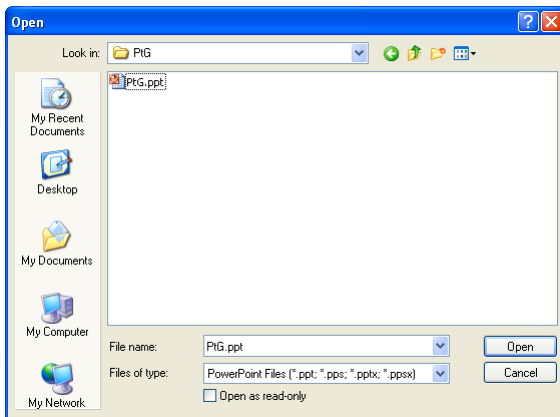 Open
Look in: PtG
PtG.ppt
My Recent
Documents
Desktop
My Documents
My Computer
My Network
File name: PtG.ppt Open
Files of type: PowerPoint Files (*.ppt; *.pps; *.pptx; *.ppsx) Cancel
Open as read-only